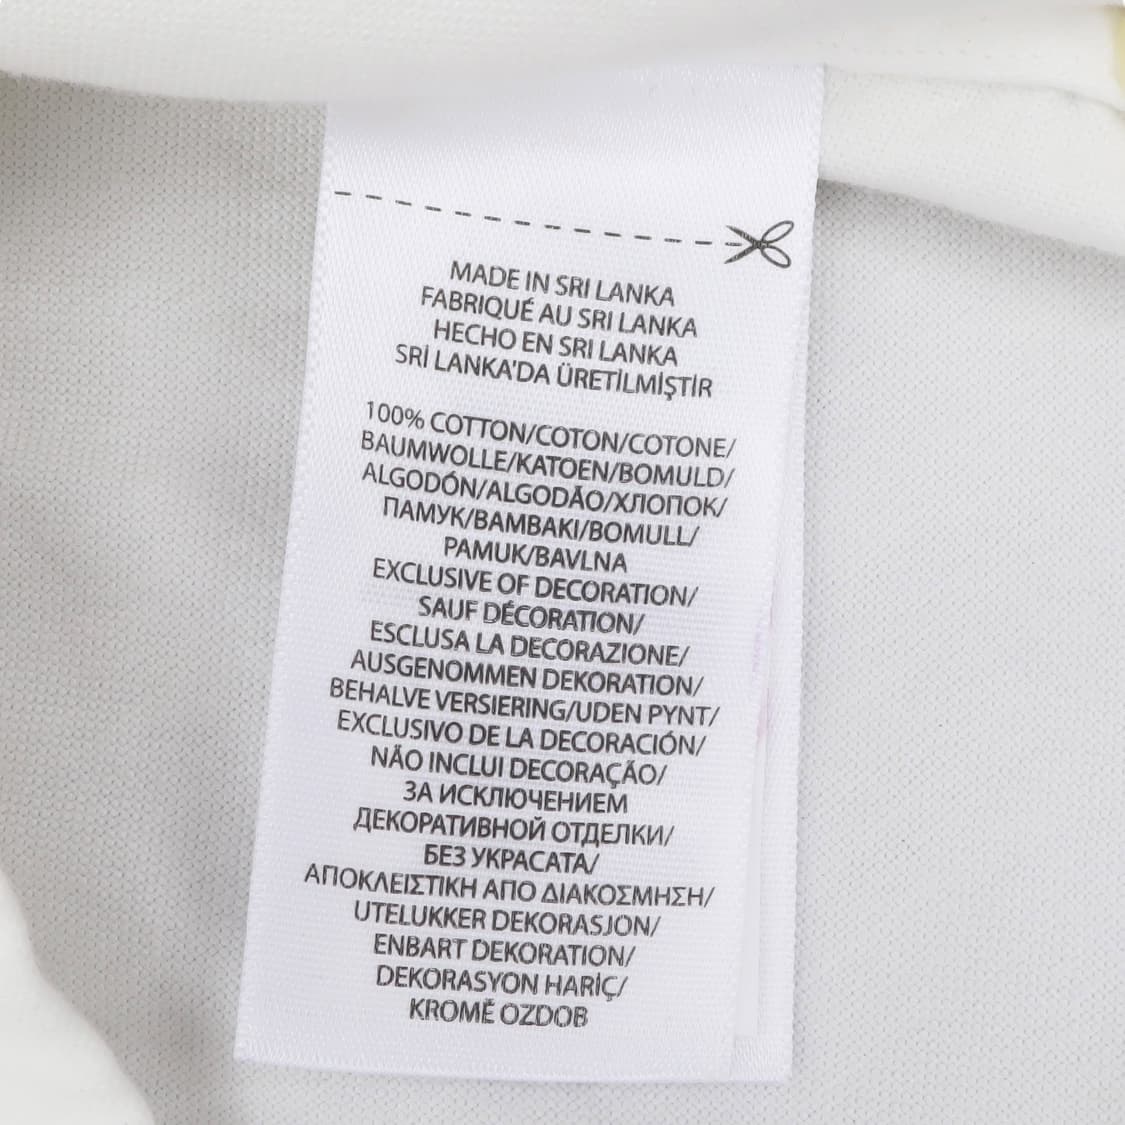 MADE IN SRI LANKA
FABRIQUÉ AU SRI LANKA
HECHO EN SRI LANKA
SRİ LANKA'DA ÜRETİLMİŞTİR
100% COTTON/COTON/COTONE/
BAUMWOLLE/KATOEN/BOMULD/
ALGODÓN/ALGODÃO/ХЛОПОК/
ПАМУК/BAMBAKI/BOMULL/
PAMUK/BAVLNA
EXCLUSIVE OF DECORATION/
SAUF DÉCORATION/
ESCLUSA LA DECORAZIONE/
AUSGENOMMEN DEKORATION/
BEHALVE VERSIERING/UDEN PYNT/
EXCLUSIVO DE LA DECORACIÓN/
NÃO INCLUI DECORAÇÃO/
ЗА ИСКЛЮЧЕНИЕМ
ДЕКОРАТИВНОЙ ОТДЕЛКИ/
БЕЗ УКРАСАТА/
ΑΠΟΚΛΕΙΣΤΙΚΗ ΑΠΟ ΔΙΑΚΟΣΜΗΣΗ/
UTELUKKER DEKORASJON/
ENBART DEKORATION/
DEKORASYON HARİÇ/
KROMĚ OZDOB